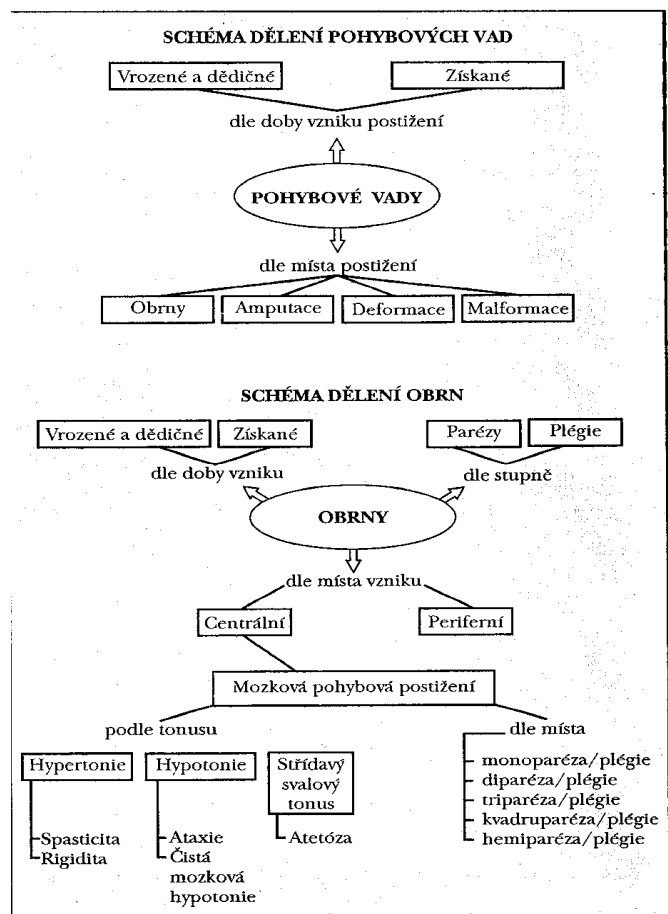 SCHÉMA DĚLENÍ POHYBOVÝCH VAD
Vrozené a dědičné
Získané
dle doby vzniku postižení
POHYBOVÉ VADY
dle místa postižení
Obrny
Amputace
Deformace
Malformace
SCHÉMA DĚLENÍ OBRN
Vrozené a dědičné
Získané
Parézy
Plégie
dle doby vzniku
dle stupně
OBRNY
dle místa vzniku
Centrální
Periferní
Mozková pohybová postižení
podle tonusu
dle místa
Hypertonie
Hypotonie
Střídavý
svalový
tonus
Spasticita
Rigidita
Ataxie
Čistá
mozková
hypotonie
Atetóza
monoparéza/plégie
diparéza/plégie
triparéza/plégie
kvadruparéza/plégie
hemiparéza/plégie